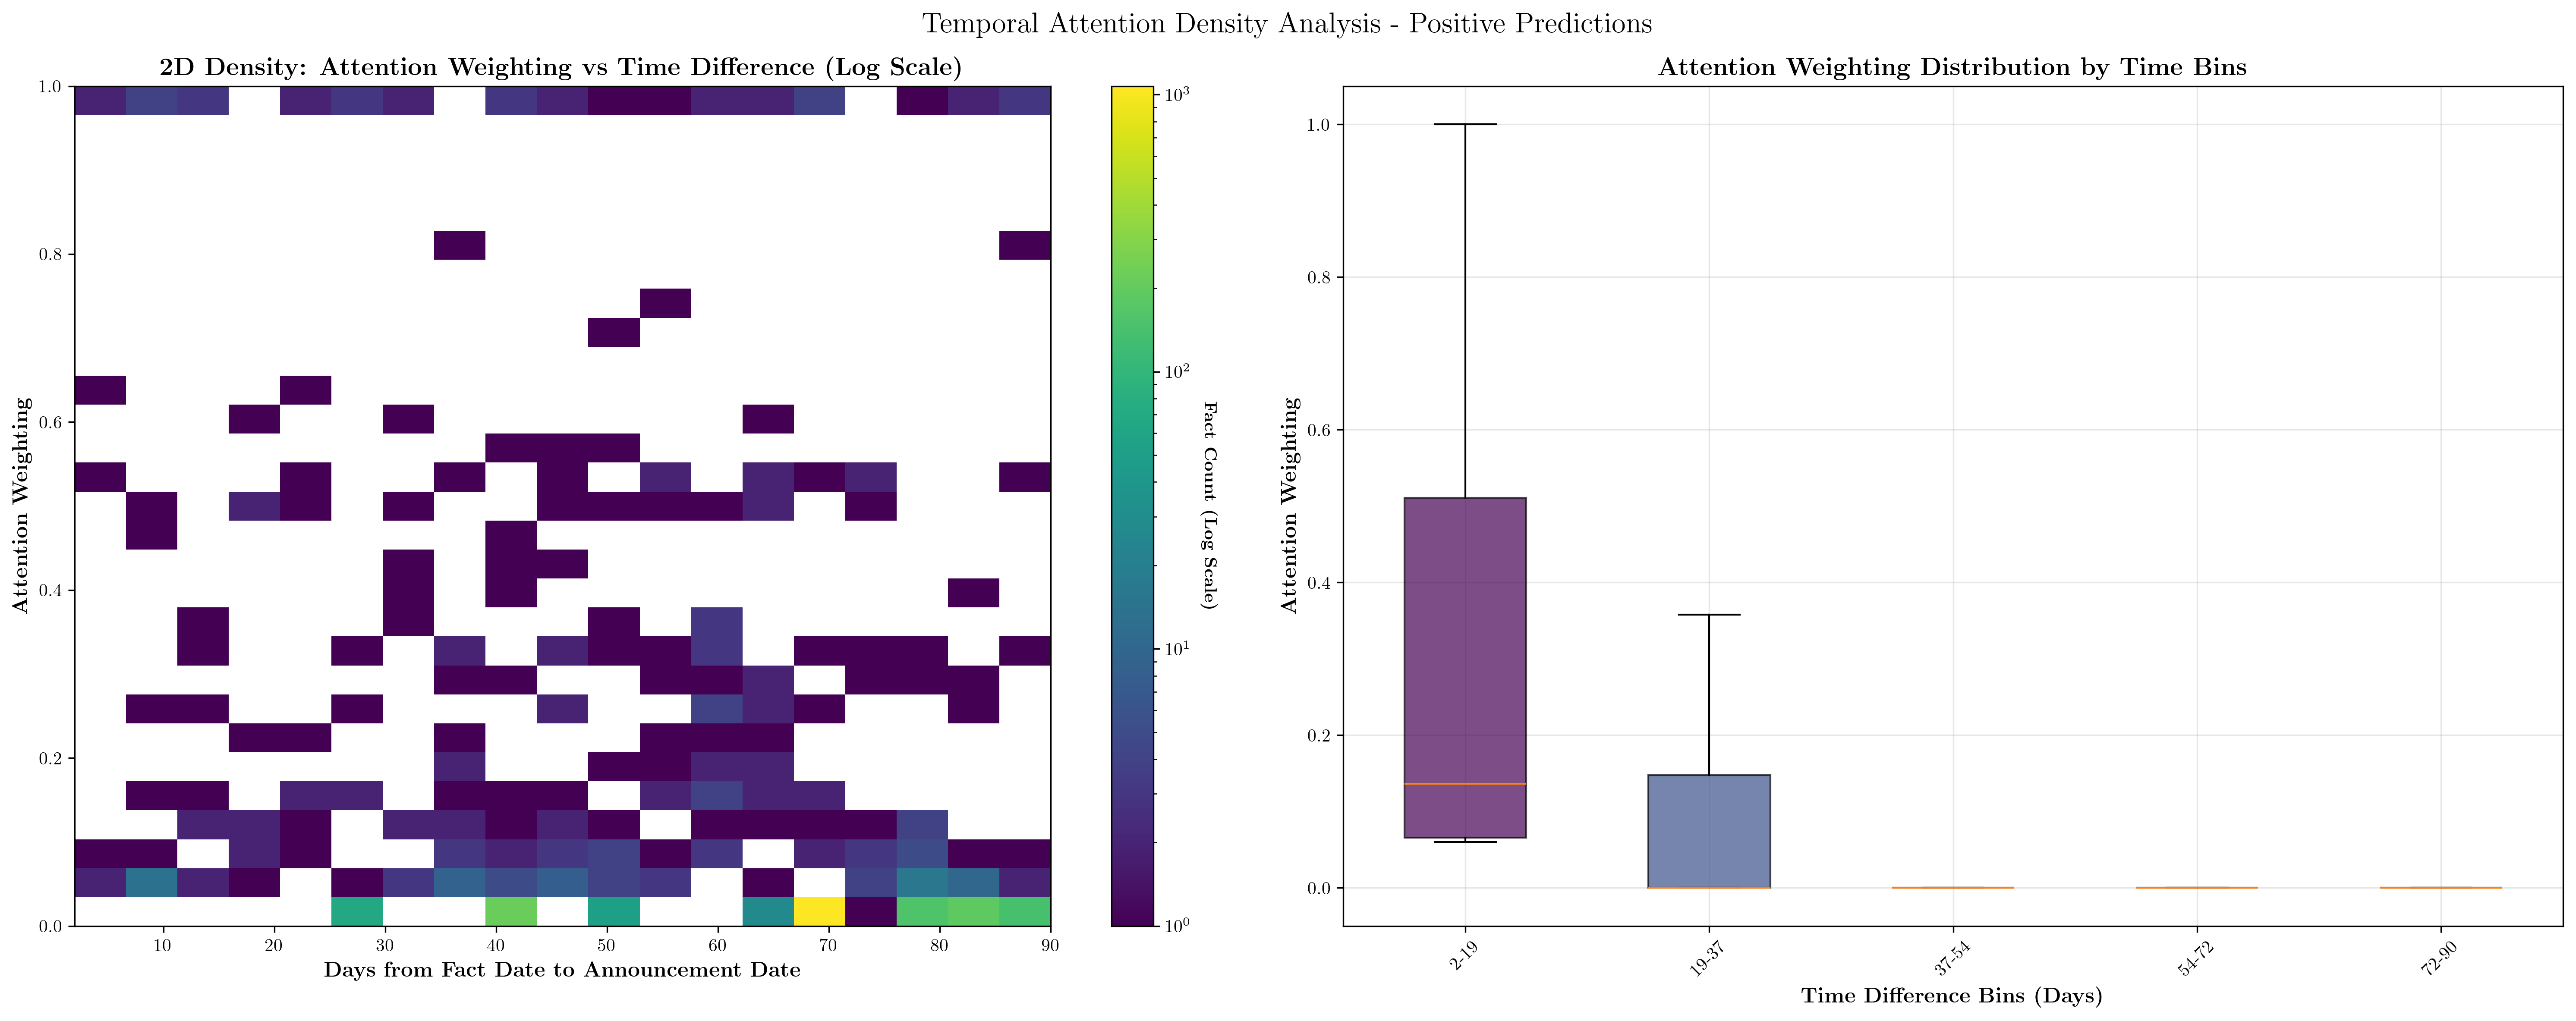 Temporal Attention Density Analysis - Positive Predictions
2D Density: Attention Weighting vs Time Difference (Log Scale)
1.0
0.8
0.6
0.4
0.2
0.0
Attention Weighting
10 20 30 40 50 60 70 80 90
Days from Fact Date to Announcement Date
10³
10²
10¹
10⁰
Fact Count (Log Scale)
Attention Weighting Distribution by Time Bins
1.0
0.8
0.6
0.4
0.2
0.0
Attention Weighting
2-19 19-37 37-54 54-72 72-90
Time Difference Bins (Days)